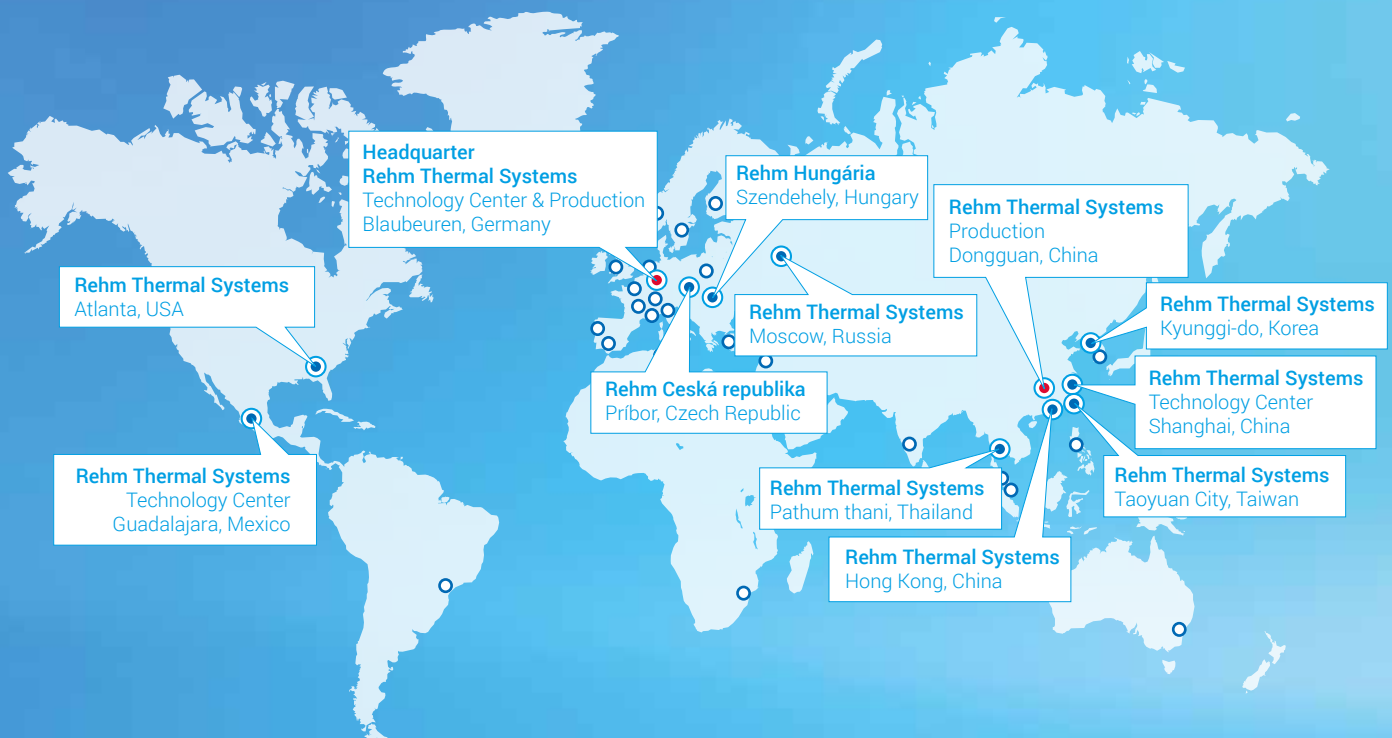 Headquarter
Rehm Thermal Systems
Technology Center & Production
Blaubeuren, Germany
Rehm Hungária
Szendehely, Hungary
Rehm Thermal Systems
Production
Dongguan, China
Rehm Thermal Systems
Atlanta, USA
Rehm Thermal Systems
Moscow, Russia
Rehm Thermal Systems
Kyunggi-do, Korea
Rehm Ceská republika
Príbor, Czech Republic
Rehm Thermal Systems
Technology Center
Shanghai, China
Rehm Thermal Systems
Technology Center
Guadalajara, Mexico
Rehm Thermal Systems
Pathum thani, Thailand
Rehm Thermal Systems
Taoyuan City, Taiwan
Rehm Thermal Systems
Hong Kong, China